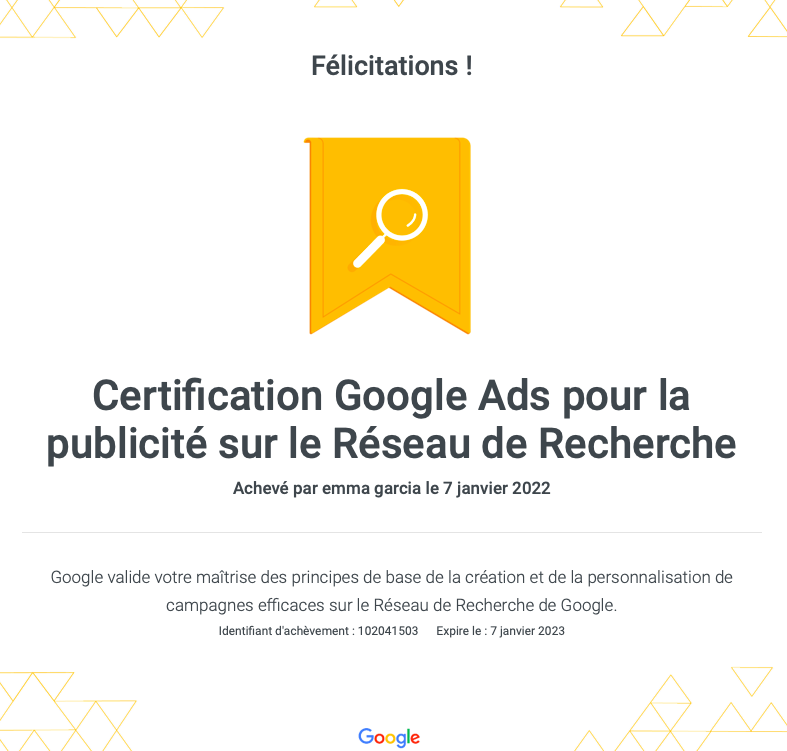 Félicitations !
Certification Google Ads pour la
publicité sur le Réseau de Recherche
Achevé par emma garcia le 7 janvier 2022
Google valide votre maîtrise des principes de base de la création et de la personnalisation de
campagnes efficaces sur le Réseau de Recherche de Google.
Identifiant d'achèvement : 102041503 Expire le : 7 janvier 2023
Google